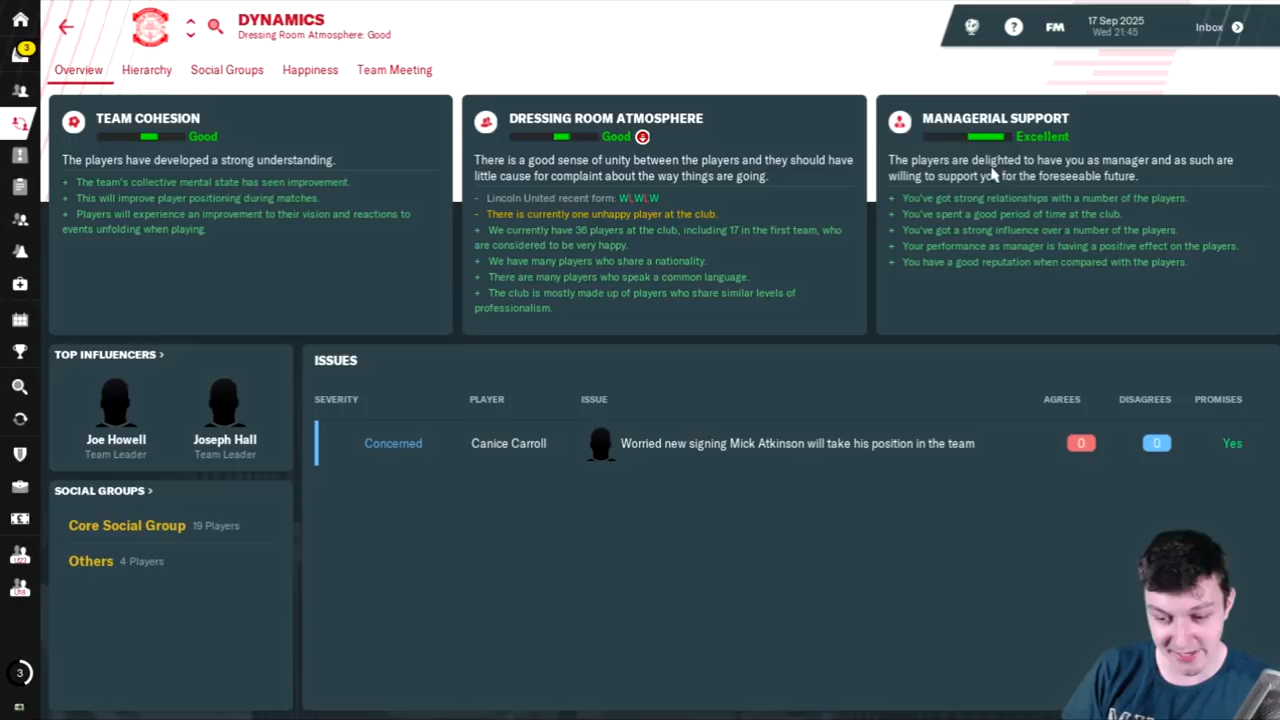 DYNAMICS
Dressing Room Atmosphere: Good
17 Sep 2025
Wed 21:45
FM
?
Inbox
3
Overview
Hierarchy
Social Groups
Happiness
Team Meeting
TEAM COHESION
Good
The players have developed a strong understanding.
+ The team's collective mental state has seen improvement.
+ This will improve player positioning during matches.
+ Players will experience an improvement to their vision and reactions to
events unfolding when playing.
DRESSING ROOM ATMOSPHERE
Good
There is a good sense of unity between the players and they should have
little cause for complaint about the way things are going.
- Lincoln United recent form: WLWLW
- There is currently one unhappy player at the club.
+ We currently have 36 players at the club, including 17 in the first team, who
are considered to be very happy.
+ We have many players who share a nationality.
+ There are many players who speak a common language.
+ The club is mostly made up of players who share similar levels of
professionalism.
MANAGERIAL SUPPORT
Excellent
The players are delighted to have you as manager and as such are
willing to support you for the foreseeable future.
+ You've got strong relationships with a number of the players.
+ You've spent a good period of time at the club.
+ You've got a strong influence over a number of the players.
+ Your performance as manager is having a positive effect on the players.
+ You have a good reputation when compared with the players.
TOP INFLUENCERS >
Joe Howell
Team Leader
Joseph Hall
Team Leader
SOCIAL GROUPS >
Core Social Group 19 Players
Others 4 Players
ISSUES
SEVERITY
PLAYER
ISSUE
AGREES
DISAGREES
PROMISES
Concerned
Canice Carroll
Worried new signing Mick Atkinson will take his position in the team
0
0
Yes
3